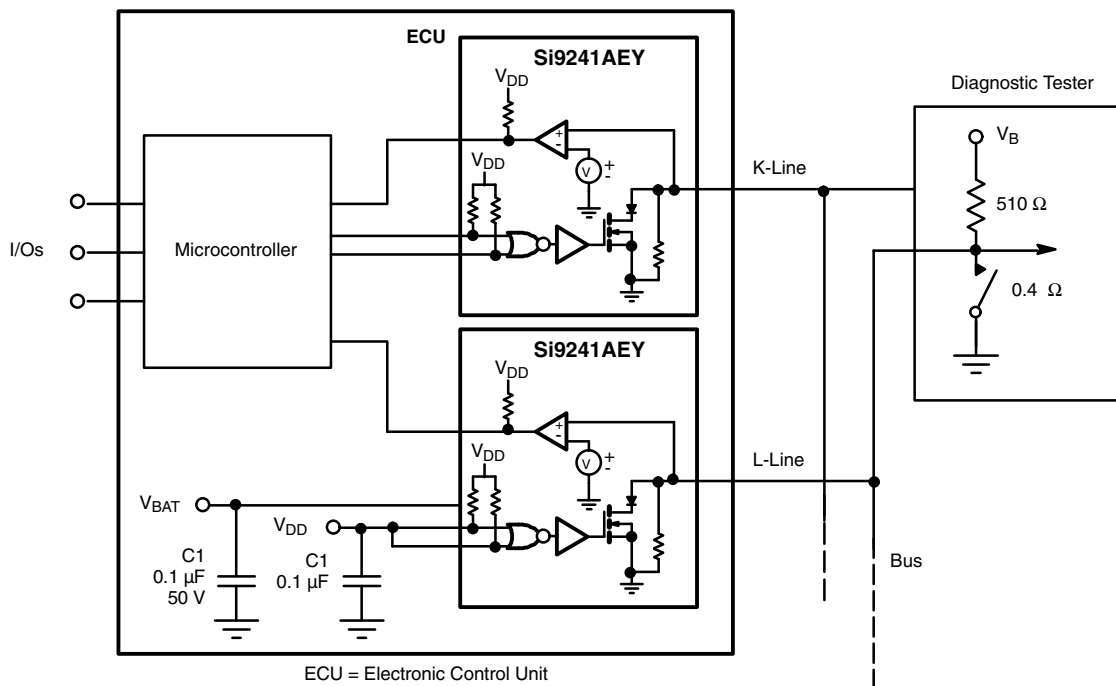 ECU
Si9241AEY
VDD
Diagnostic Tester
+
-
VB
V
+
-
K-Line
VDD
510 Ω
I/Os
Microcontroller
0.4 Ω
Si9241AEY
VDD
+
-
V
+
-
L-Line
VDD
VBAT
VDD
C1
0.1 µF
50 V
C1
0.1 µF
Bus
ECU = Electronic Control Unit